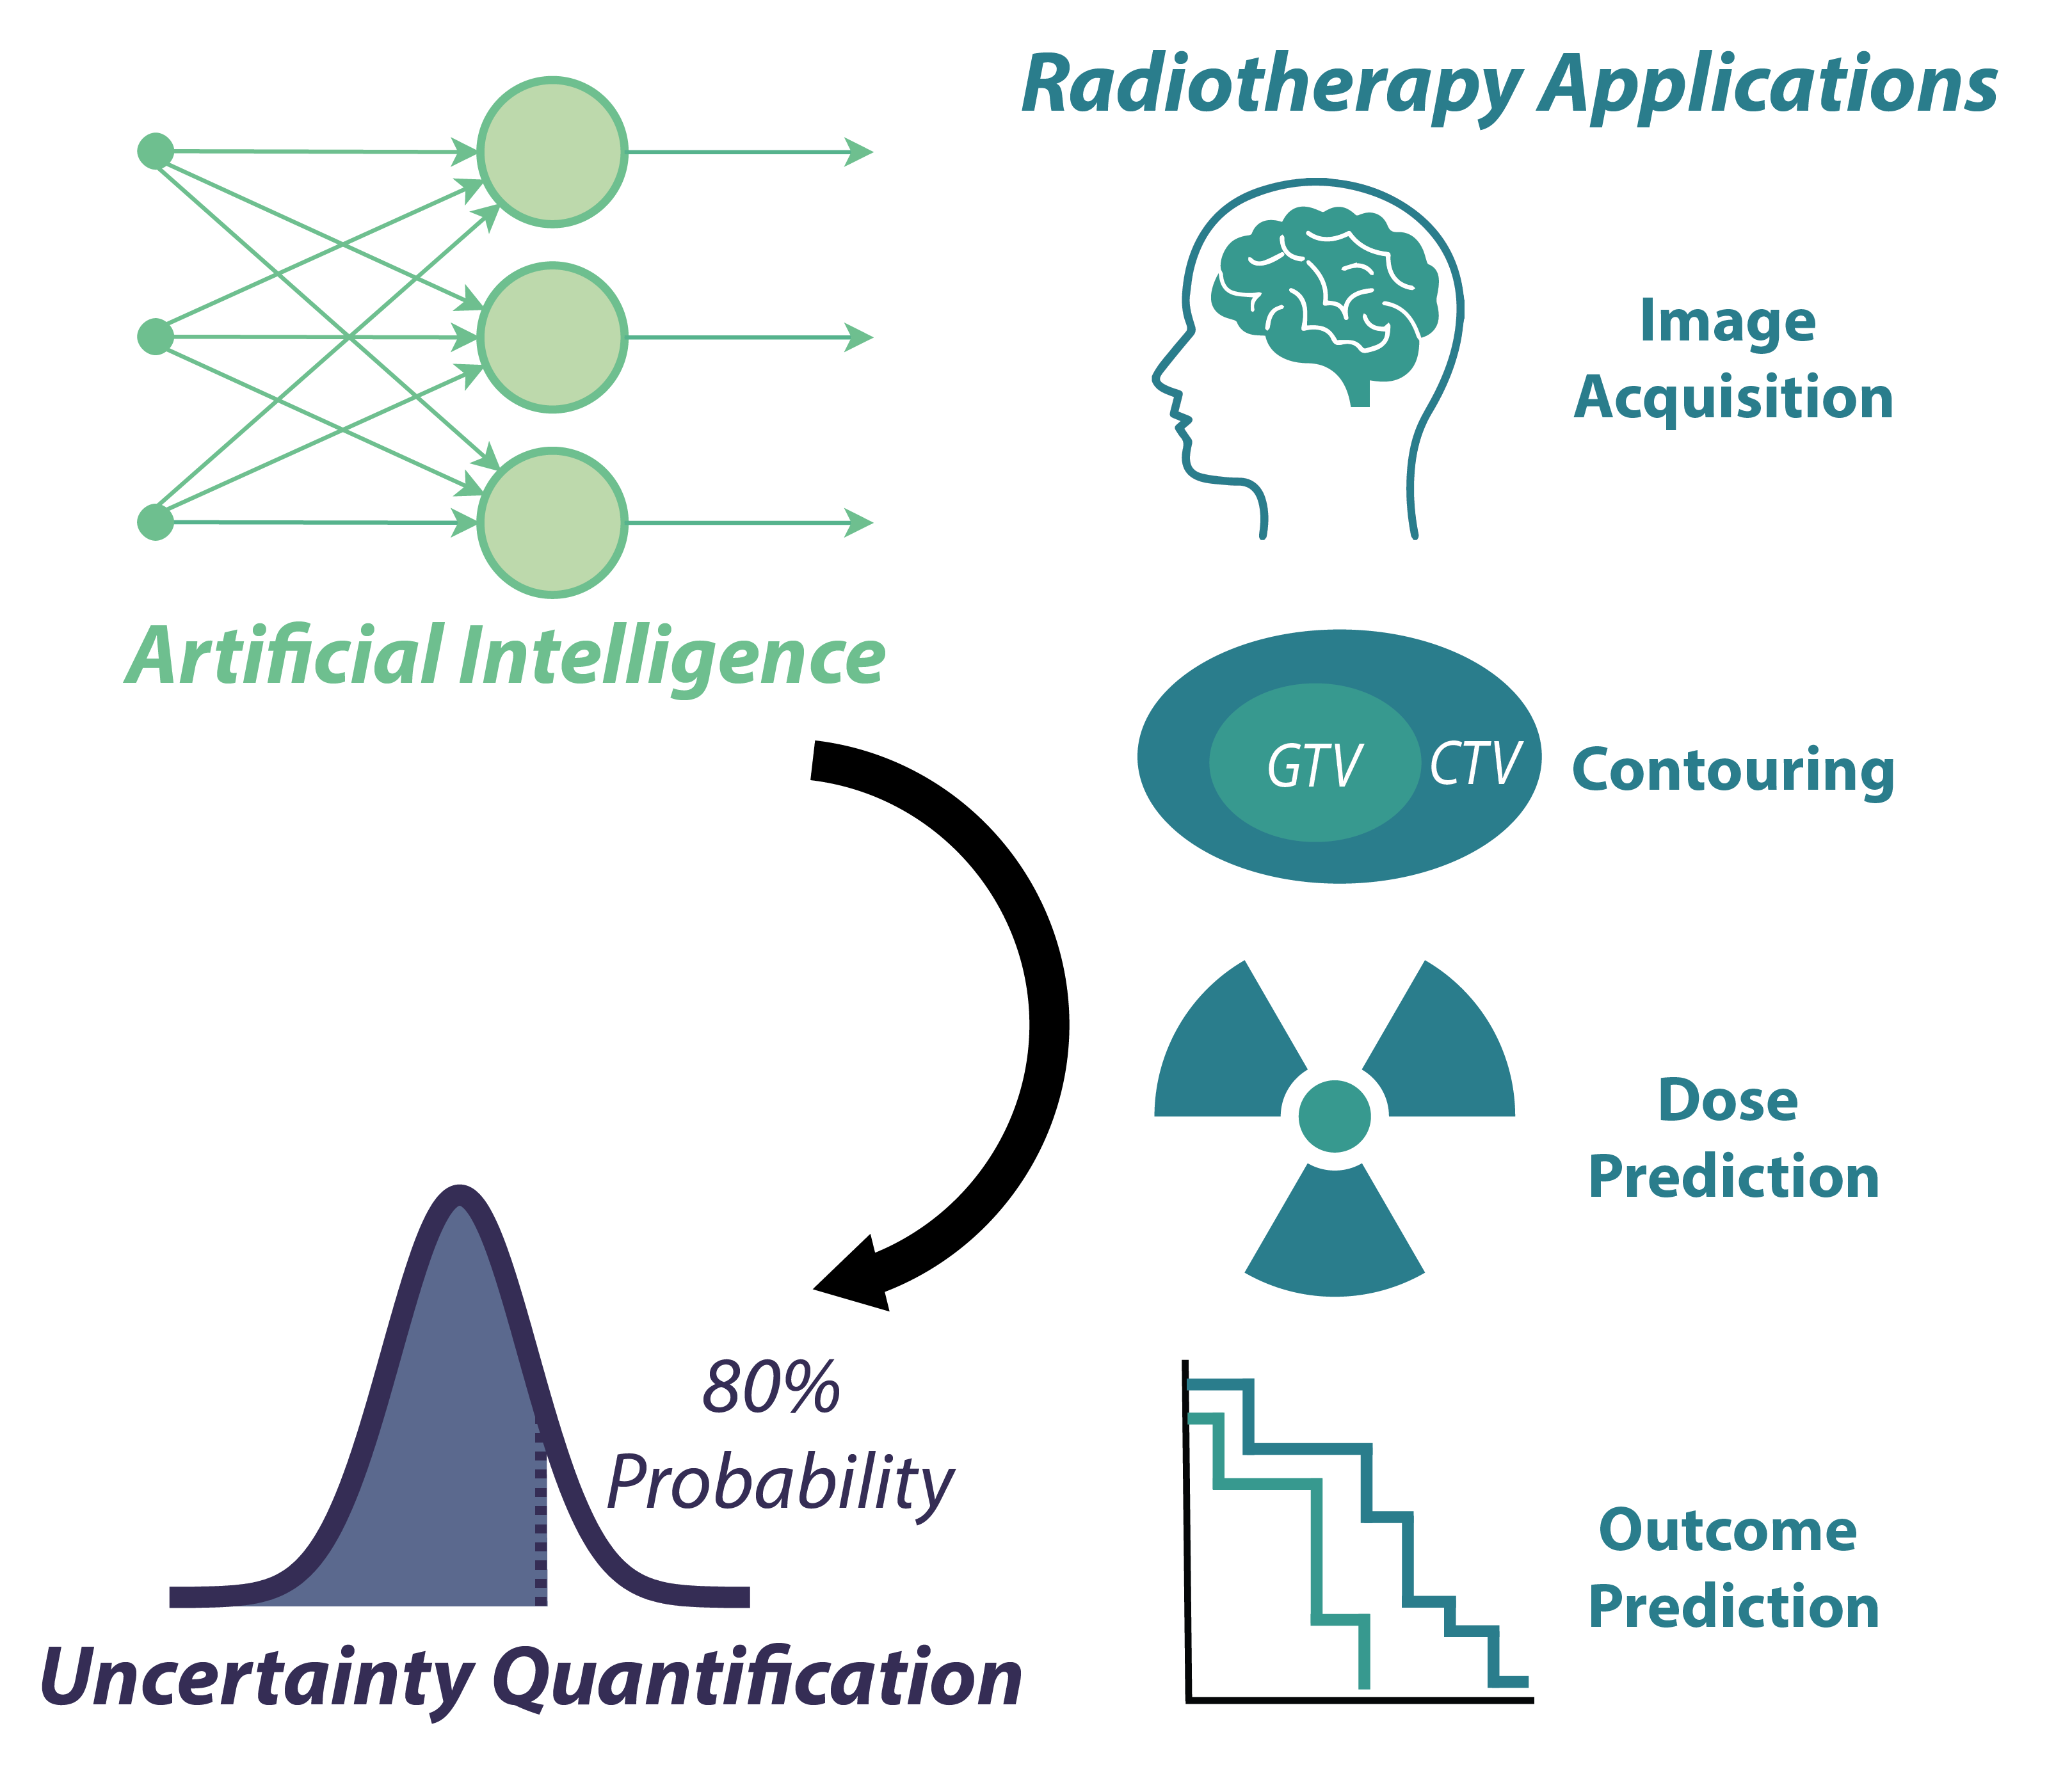 Radiotherapy Applications
Artificial Intelligence
Image
Acquisition
GTV CTV
Contouring
Dose
Prediction
80%
Probability
Uncertainty Quantification
Outcome
Prediction